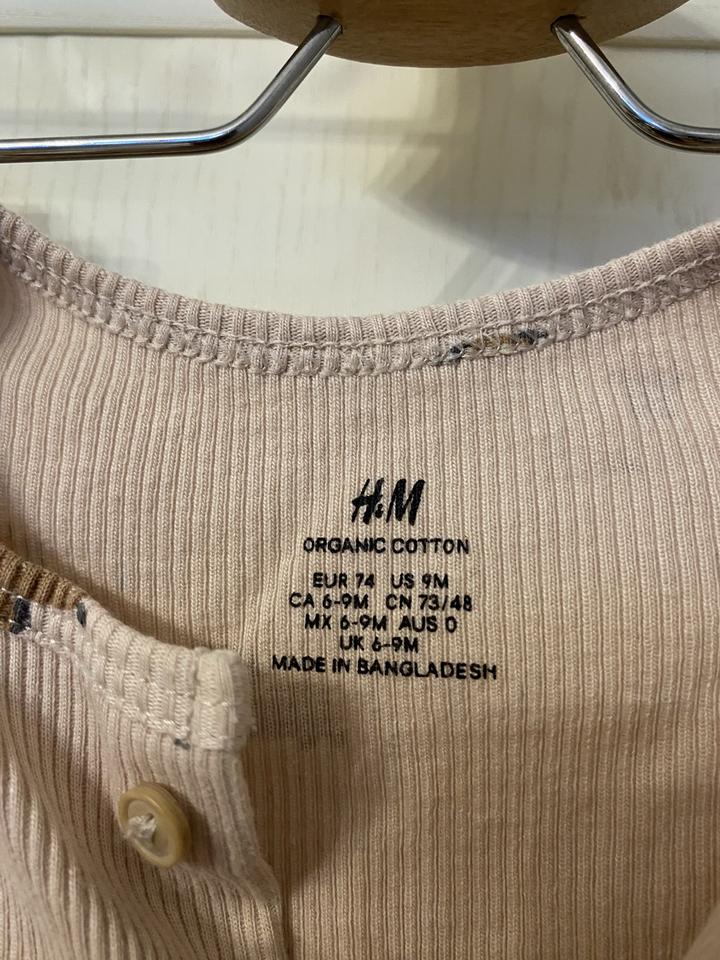 H&M
ORGANIC COTTON
EUR 74 US 9M
CA 6-9M CN 73/48
MX 6-9M AUS 0
UK 6-9M
MADE IN BANGLADESH